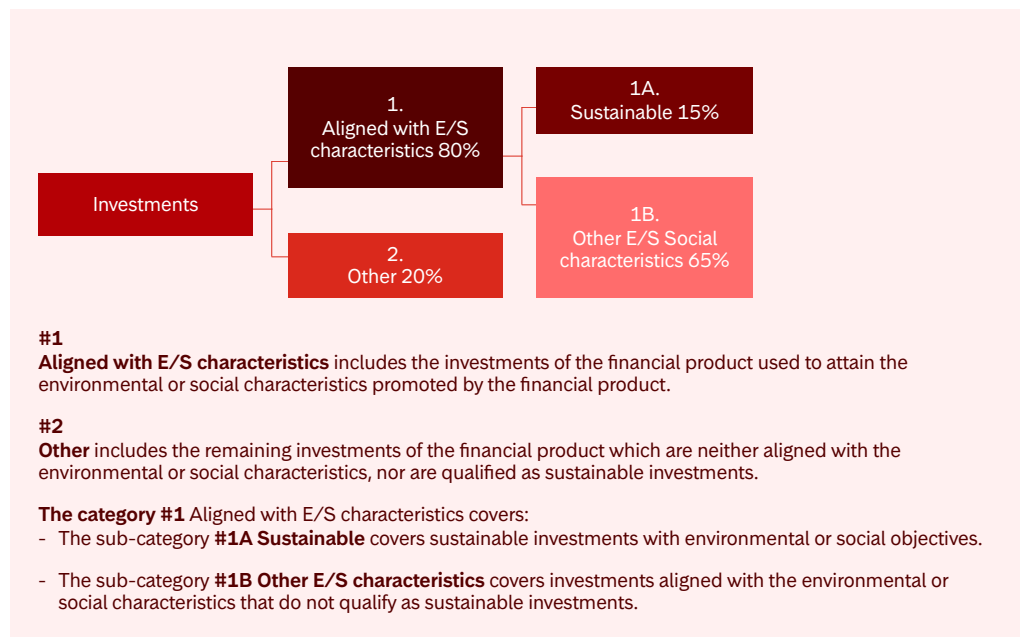 1.
Aligned with E/S
characteristics 80%
1A.
Sustainable 15%
Investments
1B.
Other E/S Social
characteristics 65%
2.
Other 20%
#1
Aligned with E/S characteristics includes the investments of the financial product used to attain the
environmental or social characteristics promoted by the financial product.
#2
Other includes the remaining investments of the financial product which are neither aligned with the
environmental or social characteristics, nor are qualified as sustainable investments.
The category #1 Aligned with E/S characteristics covers:
- The sub-category #1A Sustainable covers sustainable investments with environmental or social objectives.
- The sub-category #1B Other E/S characteristics covers investments aligned with the environmental or
social characteristics that do not qualify as sustainable investments.